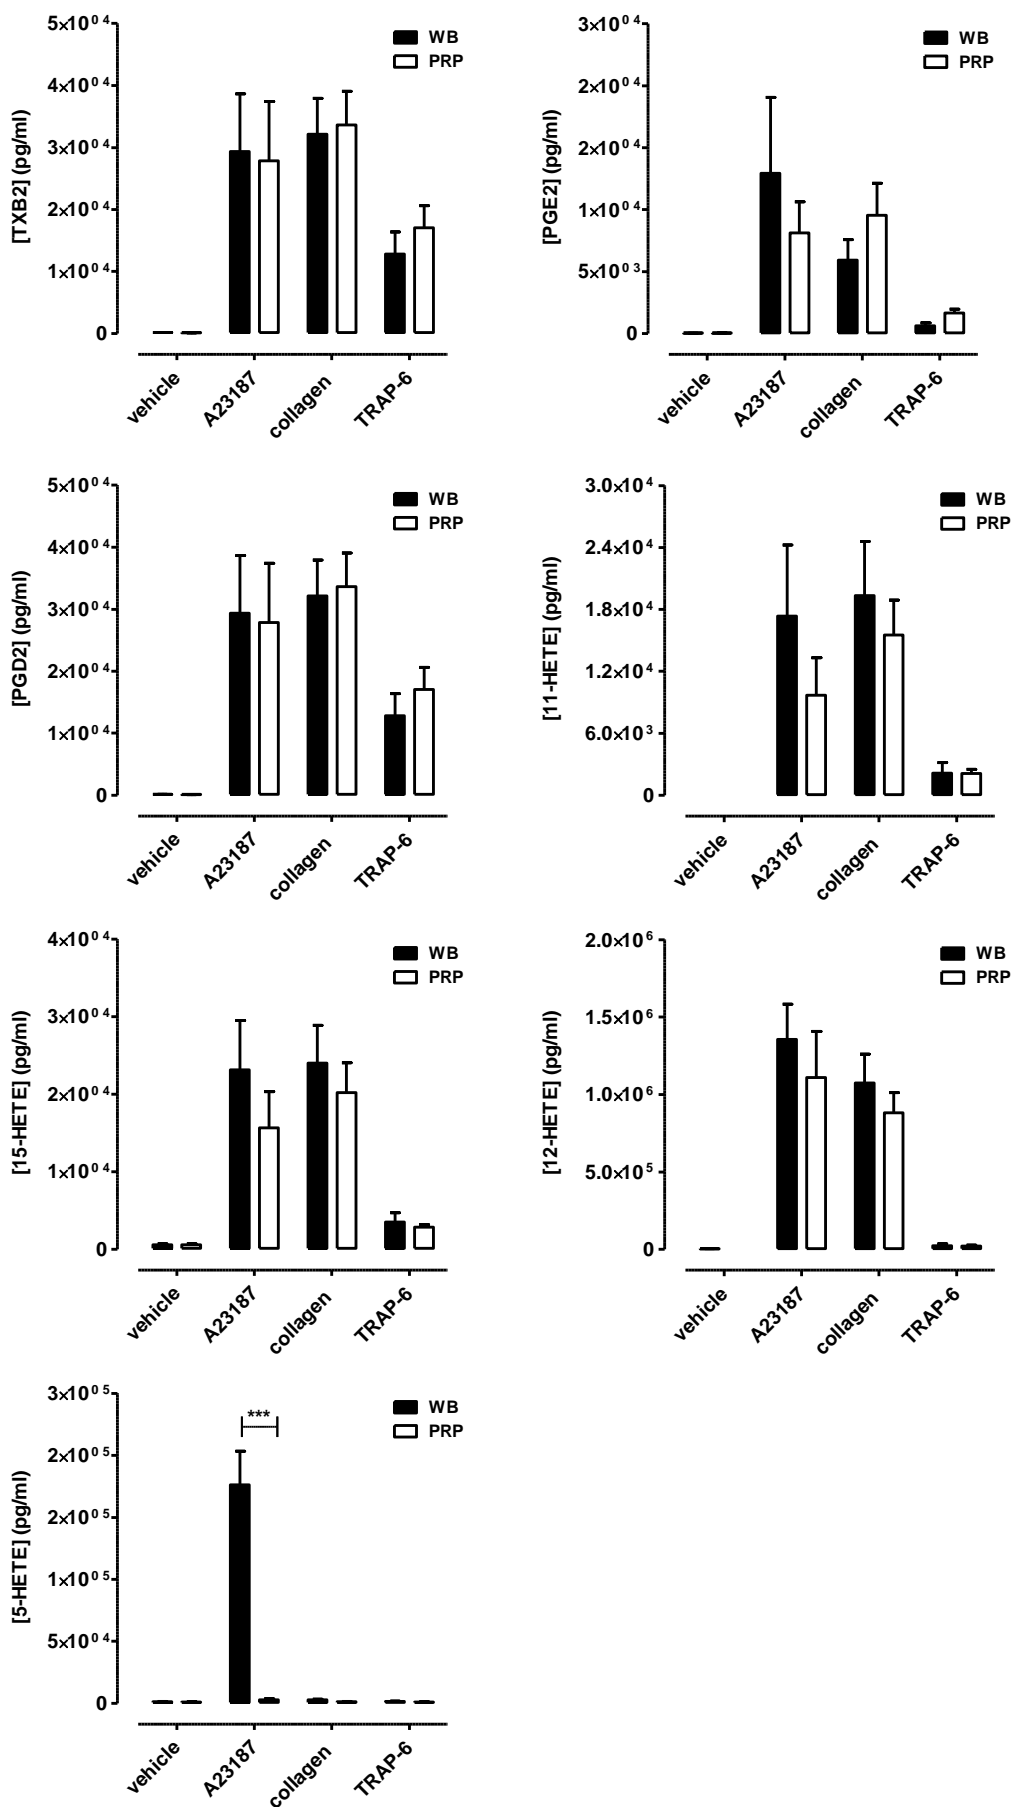 5×10⁰⁴
4×10⁰⁴
3×10⁰⁴
2×10⁰⁴
1×10⁰⁴
0
[TXB2] (pg/ml)
WB
PRP
vehicle
A23187
collagen
TRAP-6
3×10⁰⁴
2×10⁰⁴
2×10⁰⁴
1×10⁰⁴
5×10⁰³
0
[PGE2] (pg/ml)
WB
PRP
vehicle
A23187
collagen
TRAP-6
5×10⁰⁴
4×10⁰⁴
3×10⁰⁴
2×10⁰⁴
1×10⁰⁴
0
[PGD2] (pg/ml)
WB
PRP
vehicle
A23187
collagen
TRAP-6
3.0×10⁴
2.4×10⁴
1.8×10⁴
1.2×10⁴
6.0×10³
0
[11-HETE] (pg/ml)
WB
PRP
vehicle
A23187
collagen
TRAP-6
4×10⁰⁴
3×10⁰⁴
2×10⁰⁴
1×10⁰⁴
0
[15-HETE] (pg/ml)
WB
PRP
vehicle
A23187
collagen
TRAP-6
2.0×10⁶
1.5×10⁶
1.0×10⁶
5.0×10⁵
0
[12-HETE] (pg/ml)
WB
PRP
vehicle
A23187
collagen
TRAP-6
3×10⁰⁵
2×10⁰⁵
2×10⁰⁵
1×10⁰⁵
5×10⁰⁴
0
[5-HETE] (pg/ml)
***
WB
PRP
vehicle
A23187
collagen
TRAP-6